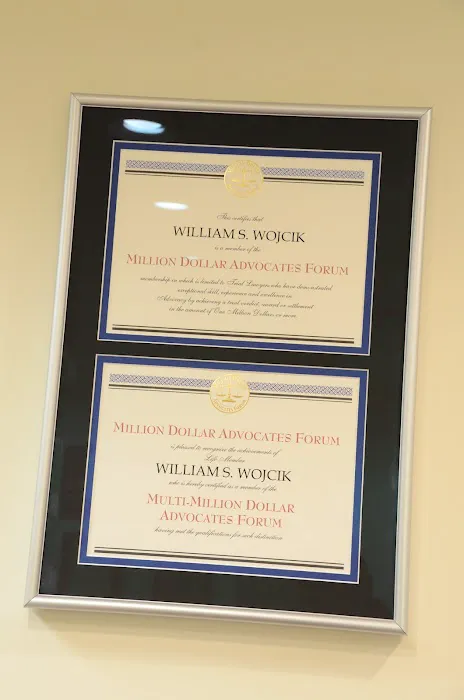 This certifies that
WILLIAM S. WOJCIK
is a member of the
MILLION DOLLAR ADVOCATES FORUM
membership in which is limited to Trial Lawyers who have demonstrated
exceptional skill, experience and excellence in
Advocacy by achieving a trial verdict, award or settlement
in the amount of One Million Dollars or more.
MILLION DOLLAR ADVOCATES FORUM
is pleased to recognize the achievements of
Life Member
WILLIAM S. WOJCIK
who is hereby certified as a member of the
MULTI-MILLION DOLLAR
ADVOCATES FORUM
having met the qualifications for such distinction